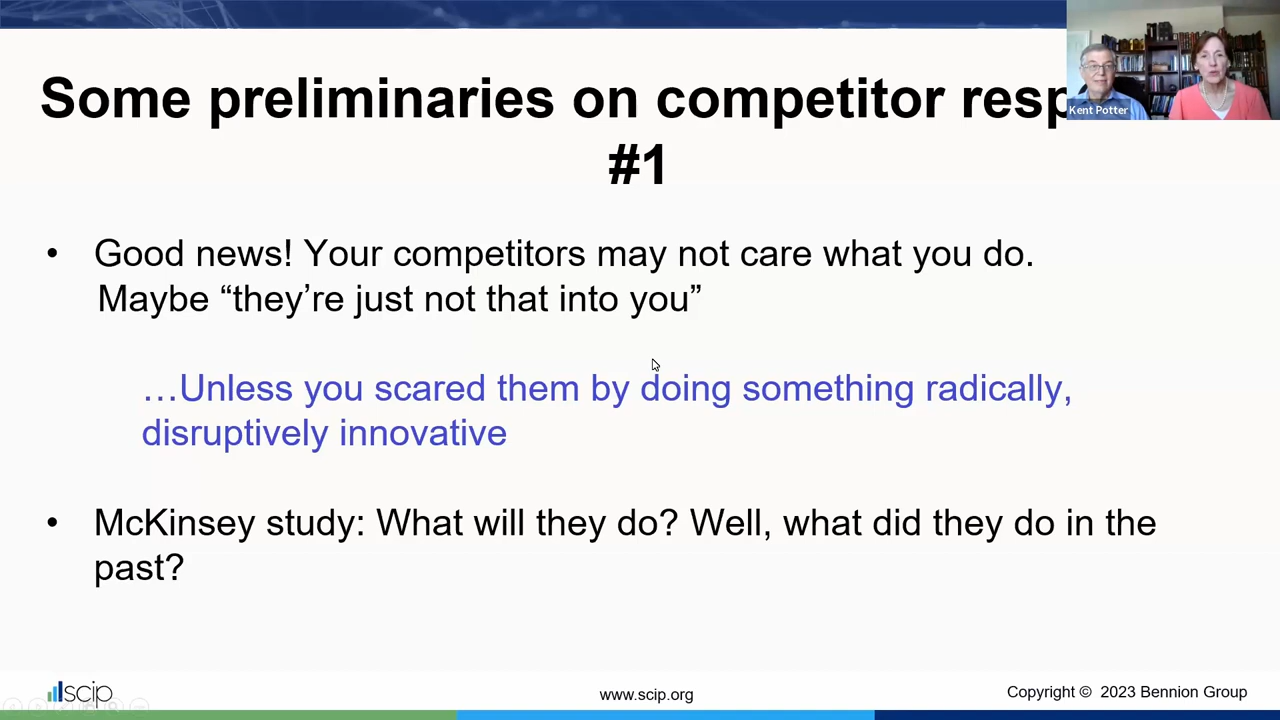 Some preliminaries on competitor
#1
Kent Potter
• Good news! Your competitors may not care what you do.
Maybe “they’re just not that into you”
…Unless you scared them by doing something radically,
disruptively innovative
• McKinsey study: What will they do? Well, what did they do in the
past?
scip
www.scip.org
Copyright © 2023 Bennion Group